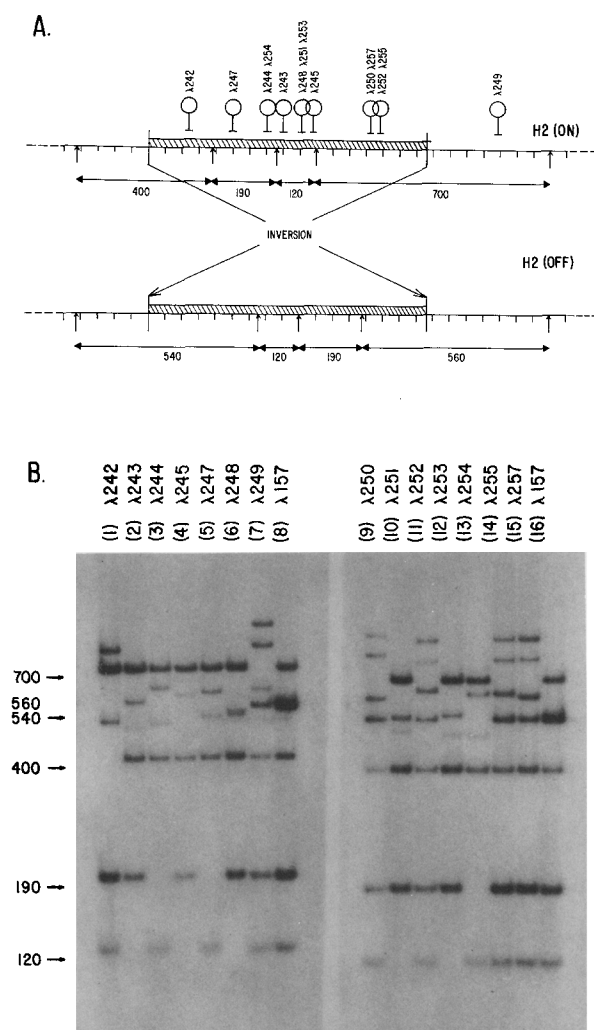 A.
λ242
λ247
λ244 λ254
λ243
λ248 λ251 λ253
λ245
λ250 λ257
λ252 λ255
λ249
H2 (ON)
400
190
120
700
INVERSION
H2 (OFF)
540
120
190
560
B.
(1) λ242
(2) λ243
(3) λ244
(4) λ245
(5) λ247
(6) λ248
(7) λ249
(8) λ157
(9) λ250
(10) λ251
(11) λ252
(12) λ253
(13) λ254
(14) λ255
(15) λ257
(16) λ157
700
560
540
400
190
120